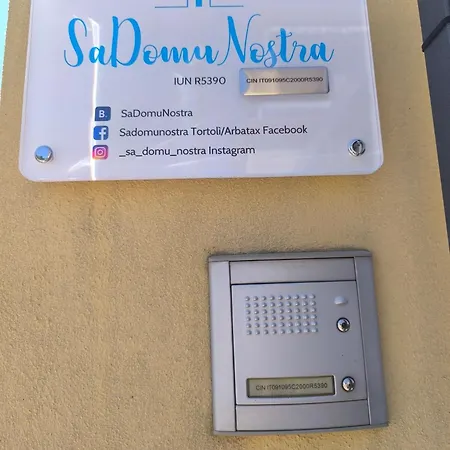 SaDomuNostra
IUN R5390
CIN IT091095C2000R5390
B. SaDomuNostra
Sadomunostra Tortolì/Arbatax Facebook
_sa_domu_nostra Instagram
CIN IT091095C2000R5390